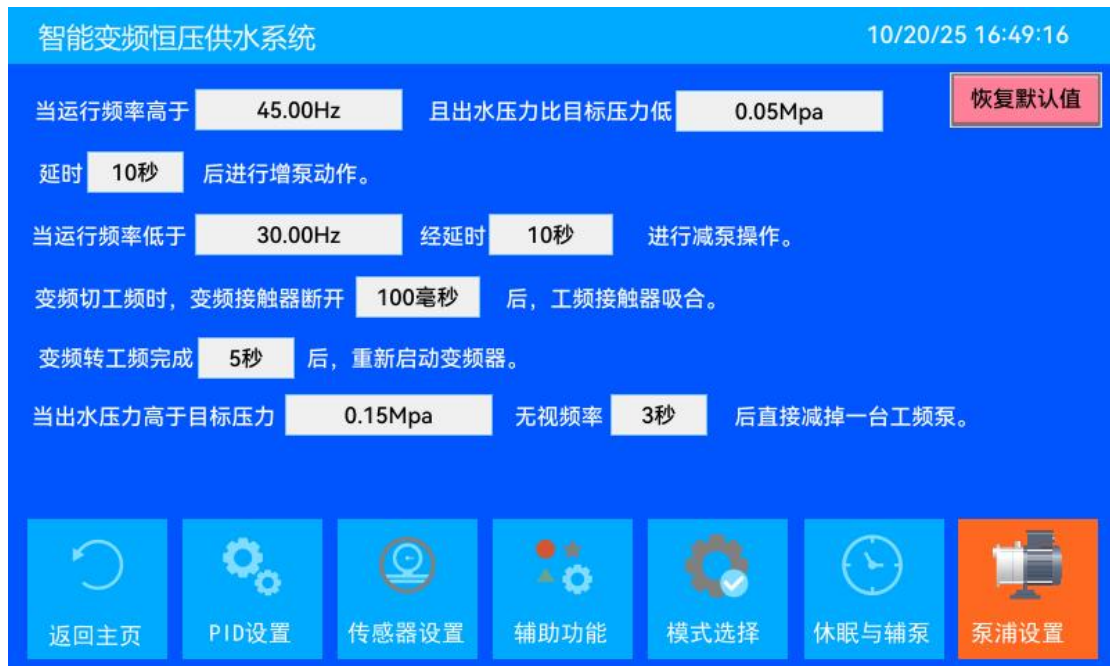 智能变频恒压供水系统 10/20/25 16:49:16
恢复默认值
当运行频率高于 45.00Hz 且出水压力比目标压力低 0.05Mpa
延时 10秒 后进行增泵动作。
当运行频率低于 30.00Hz 经延时 10秒 进行减泵操作。
变频切工频时，变频接触器断开 100毫秒 后，工频接触器吸合。
变频转工频完成 5秒 后，重新启动变频器。
当出水压力高于目标压力 0.15Mpa 无视频率 3秒 后直接减掉一台工频泵。
返回主页 PID设置 传感器设置 辅助功能 模式选择 休眠与辅泵 泵浦设置